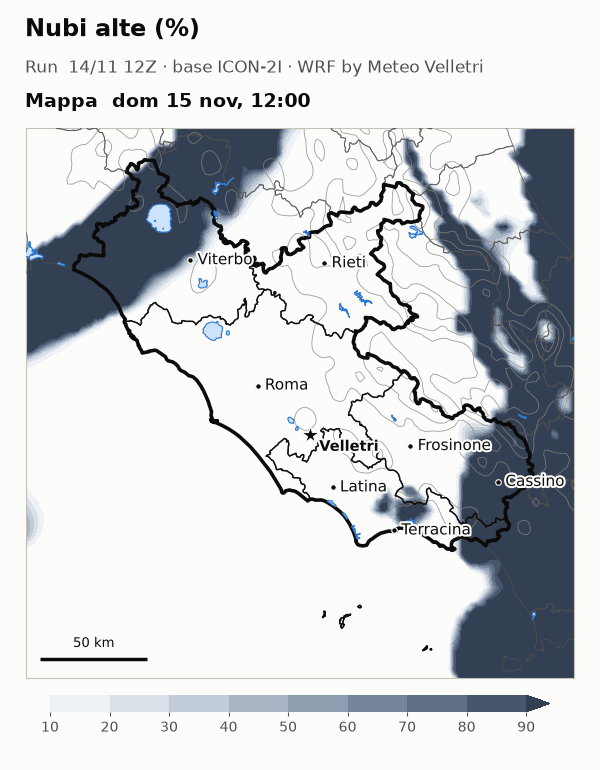 Nubi alte (%)
Run 14/11 12Z · base ICON-2I · WRF by Meteo Velletri
Mappa dom 15 nov, 12:00
Viterbo
Rieti
Roma
Velletri
Frosinone
Cassino
Latina
Terracina
50 km
10 20 30 40 50 60 70 80 90